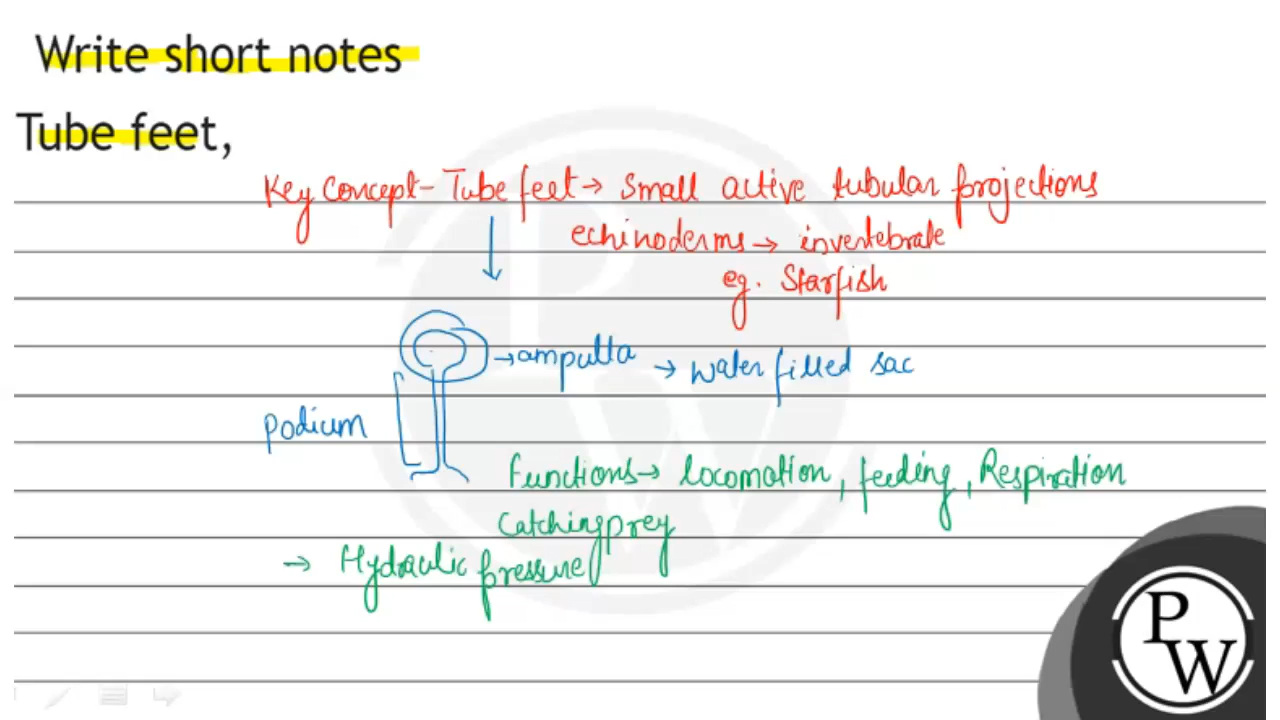 Write short notes
Tube feet,
Key Concept - Tube feet → Small active tubular projections
echinoderms → invertebrate
eg. Starfish
→ ampulla → water filled sac
Podium
Functions → Locomotion, feeding, Respiration
Catching prey
→ Hydraulic pressure
P
W
PW